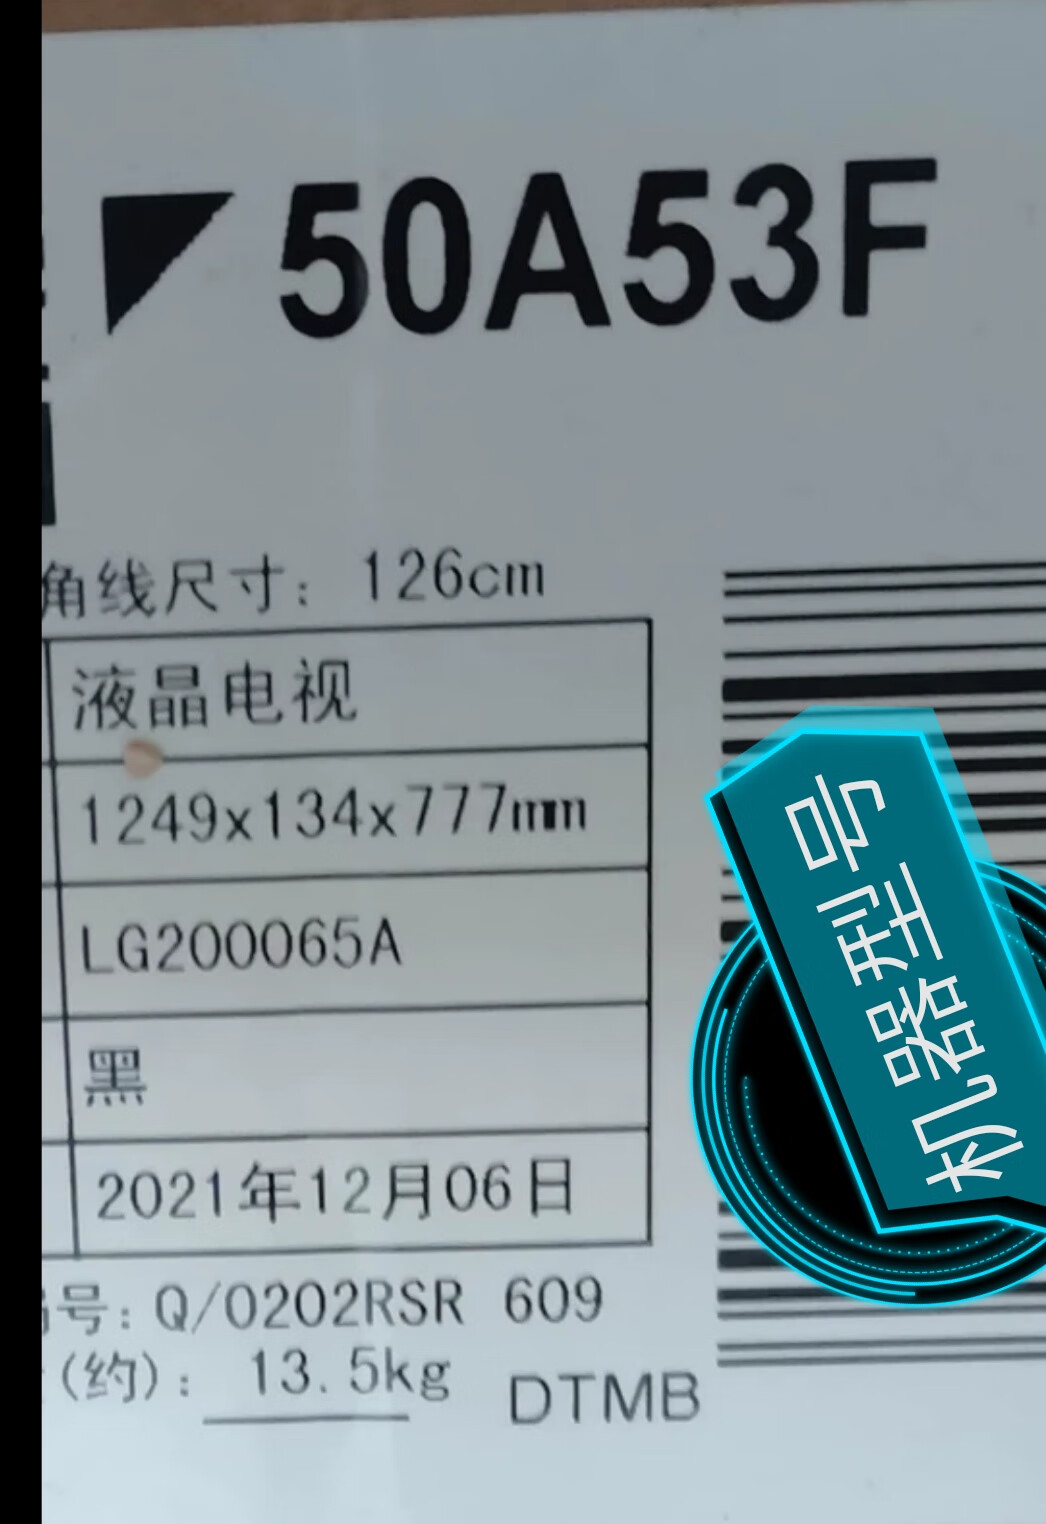 50A53F
角线尺寸: 126cm
液晶电视
1249x134x777mm
LG200065A
黑
2021年12月06日
号: Q/0202RSR 609
(约): 13.5kg
DTMB
机器型号